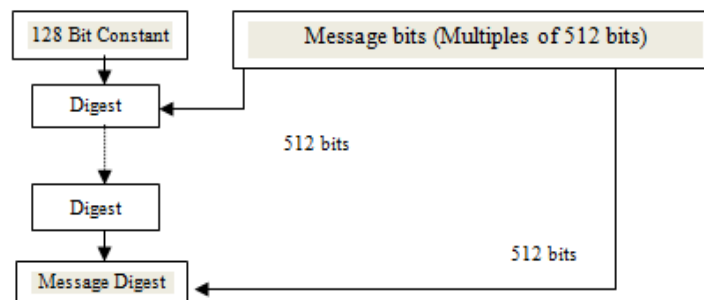 128 Bit Constant
Message bits (Multiples of 512 bits)
Digest
512 bits
Digest
512 bits
Message Digest